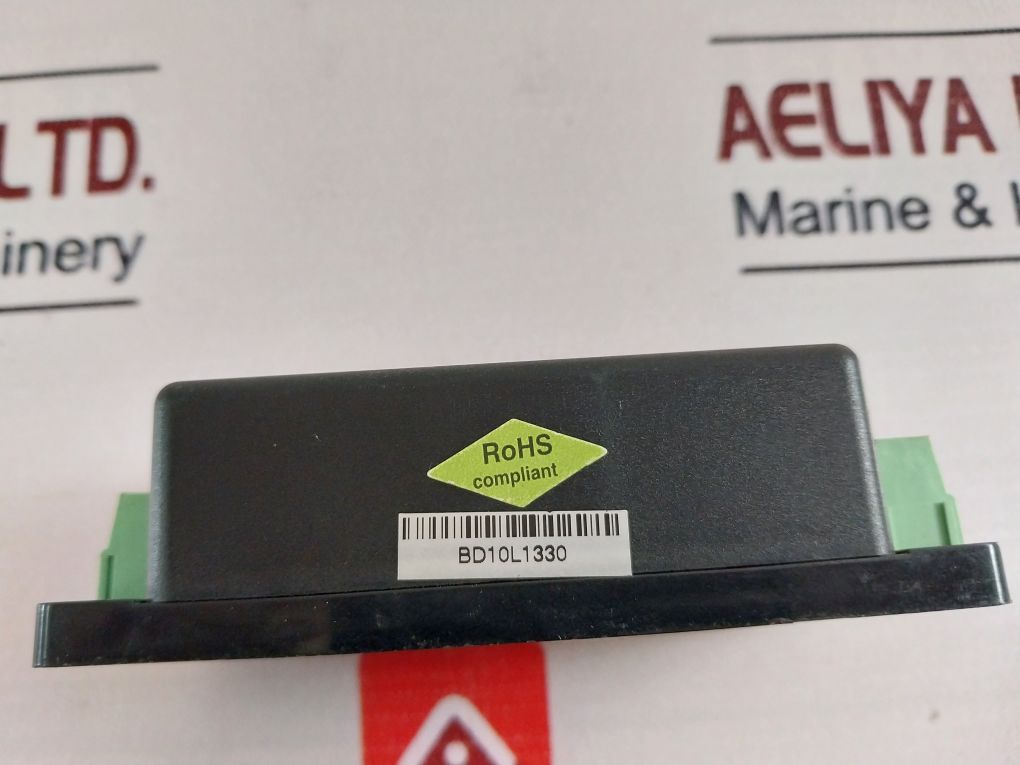 LTD.
inery
AELIYA
Marine &
RoHS
compliant
BD10L1330